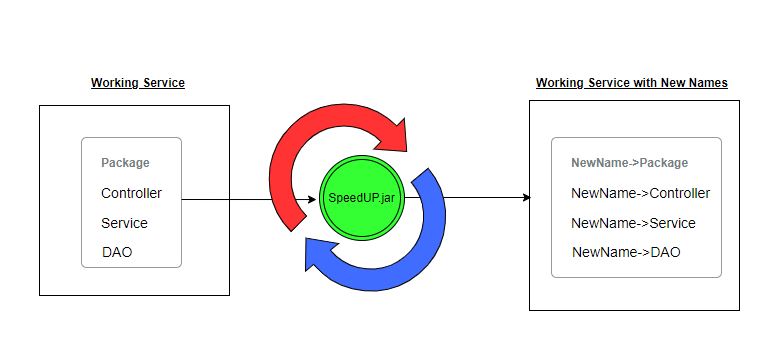 Working Service
Package
Controller
Service
DAO
SpeedUP.jar
Working Service with New Names
NewName->Package
NewName->Controller
NewName->Service
NewName->DAO